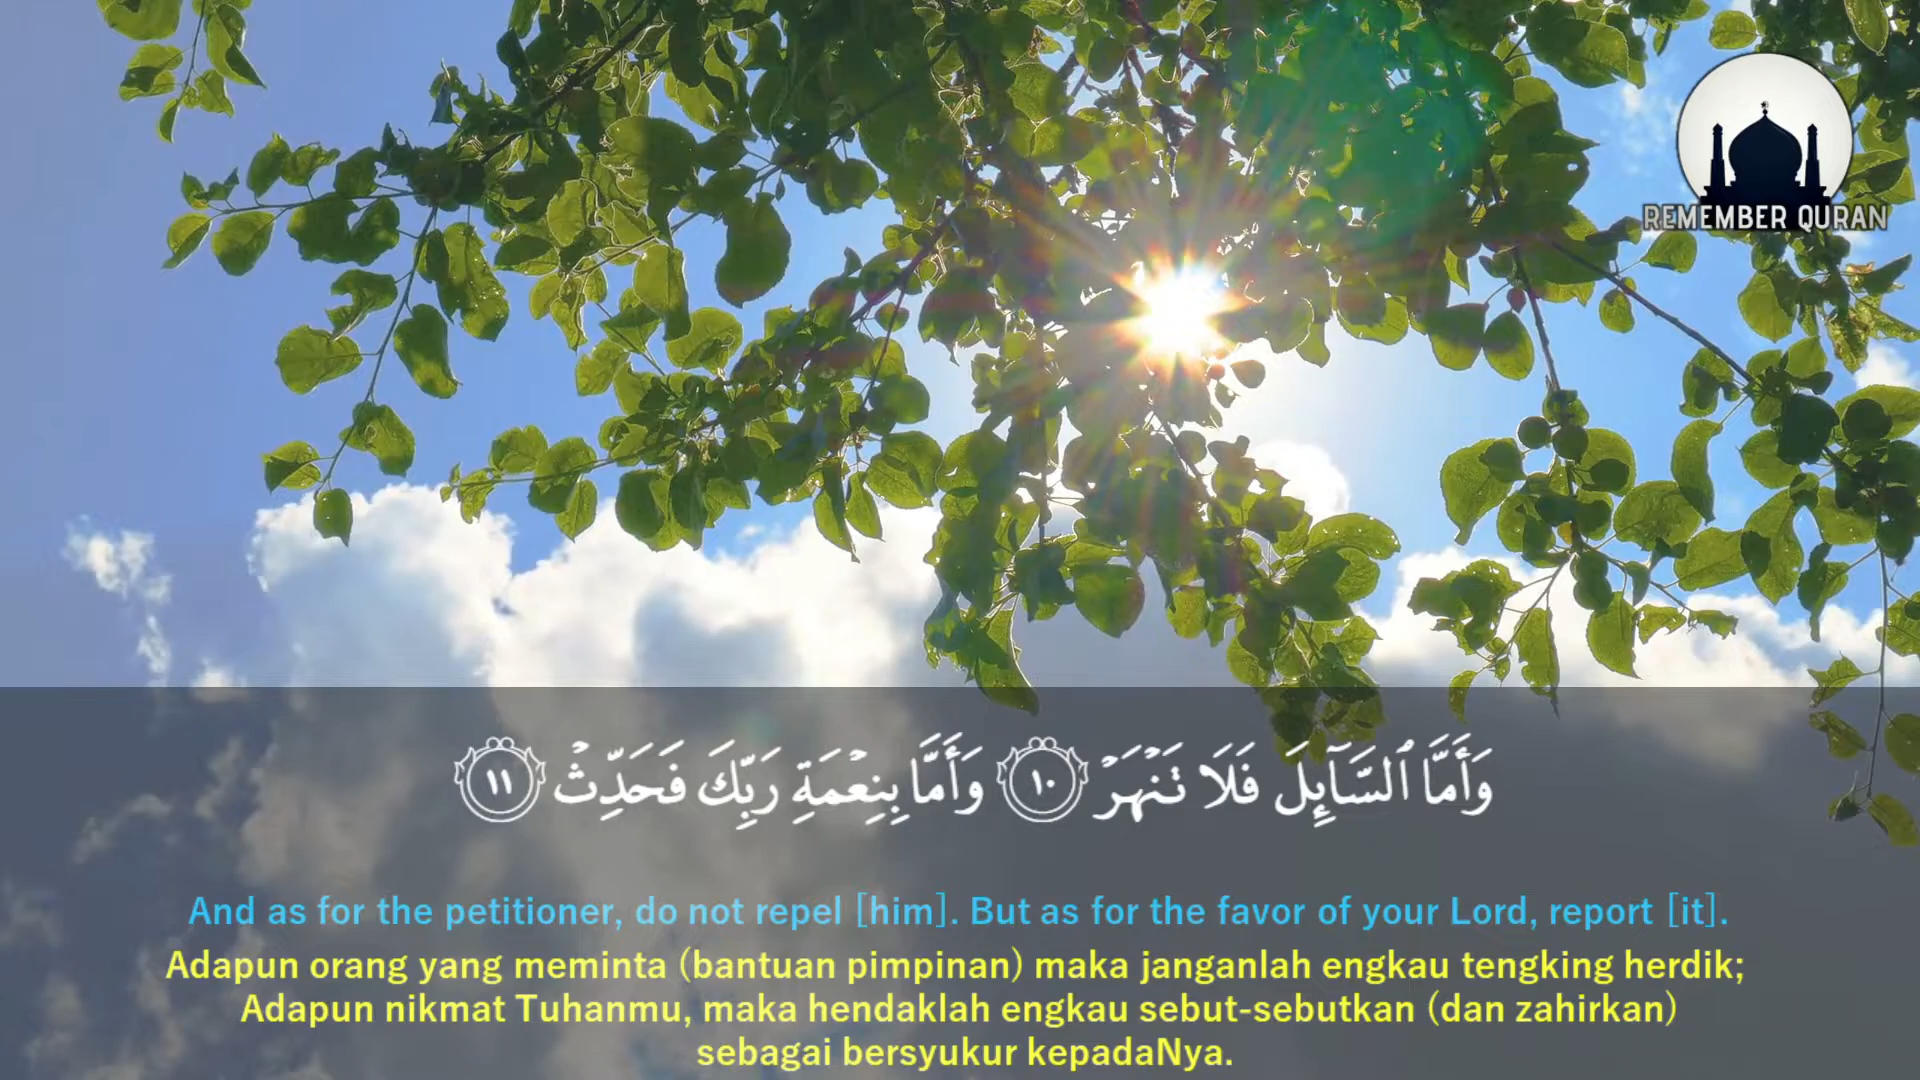 REMEMBER QURAN
وَأَمَّا ٱلسَّآئِلَ فَلَا تَنْهَرْ ١٠ وَأَمَّا بِنِعْمَةِ رَبِّكَ فَحَدِّثْ ١١
And as for the petitioner, do not repel [him]. But as for the favor of your Lord, report [it].
Adapun orang yang meminta (bantuan pimpinan) maka janganlah engkau tengking herdik;
Adapun nikmat Tuhanmu, maka hendaklah engkau sebut-sebutkan (dan zahirkan)
sebagai bersyukur kepadaNya.